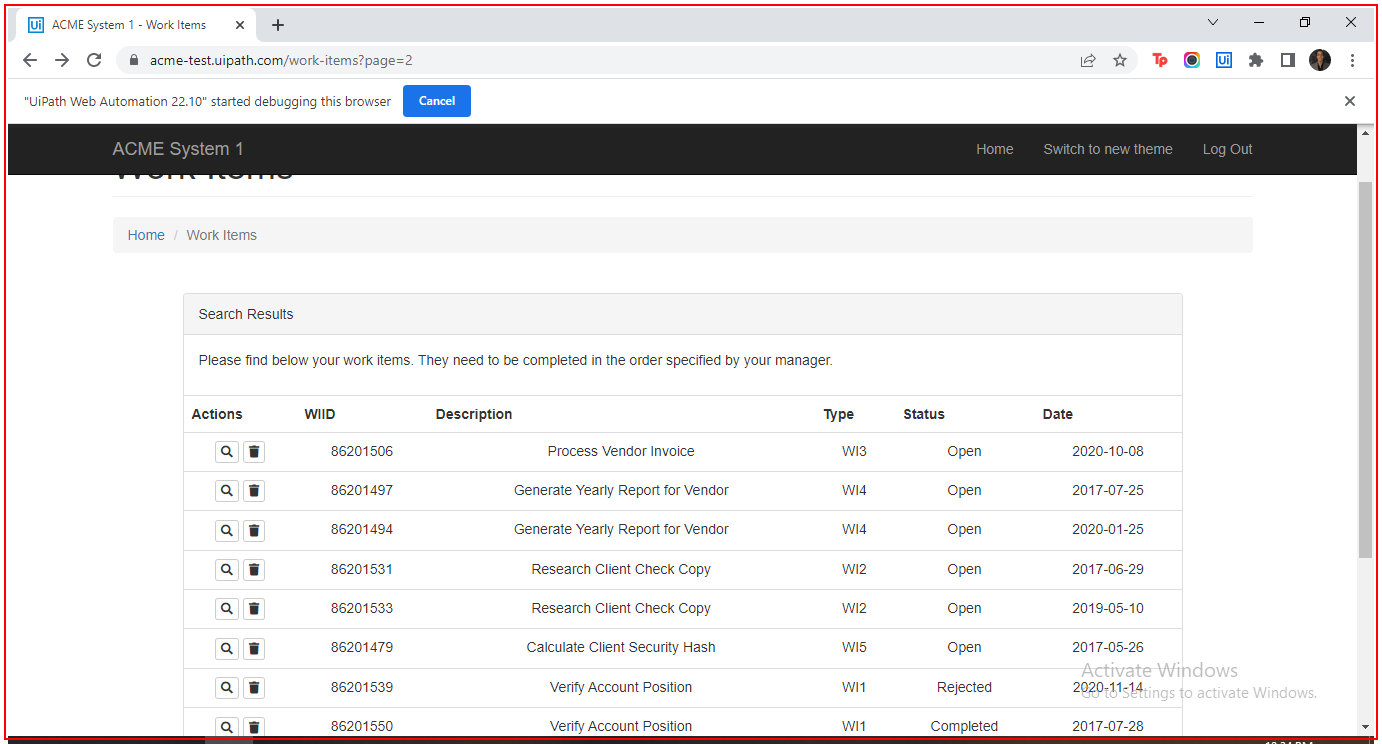 ACME System 1 - Work Items
acme-test.uipath.com/work-items?page=2
Tp
Ui
"UiPath Web Automation 22.10" started debugging this browser
Cancel
ACME System 1
Home
Switch to new theme
Log Out
Work Items
Home / Work Items
Search Results
Please find below your work items. They need to be completed in the order specified by your manager.
Actions WIID Description Type Status Date
86201506 Process Vendor Invoice WI3 Open 2020-10-08
86201497 Generate Yearly Report for Vendor WI4 Open 2017-07-25
86201494 Generate Yearly Report for Vendor WI4 Open 2020-01-25
86201531 Research Client Check Copy WI2 Open 2017-06-29
86201533 Research Client Check Copy WI2 Open 2019-05-10
86201479 Calculate Client Security Hash WI5 Open 2017-05-26
Activate Windows
86201539 Verify Account Position WI1 Rejected 2020-11-14
Go to Settings to activate Windows.
86201550 Verify Account Position WI1 Completed 2017-07-28